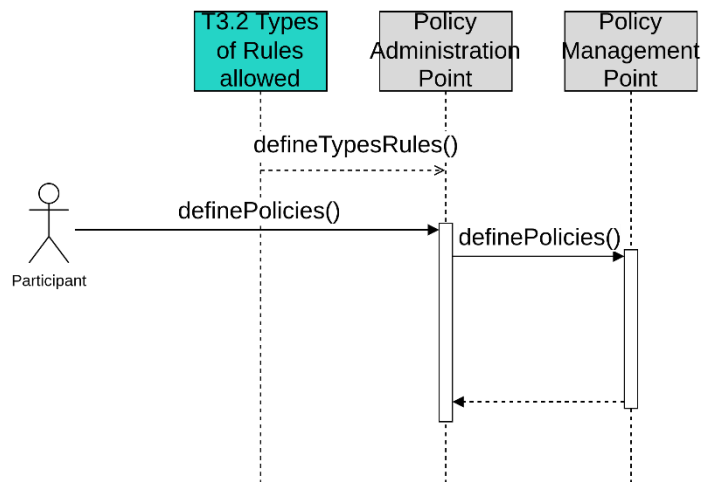 T3.2 Types
of Rules
allowed
Policy
Administration
Point
Policy
Management
Point
defineTypesRules()
definePolicies()
definePolicies()
Participant